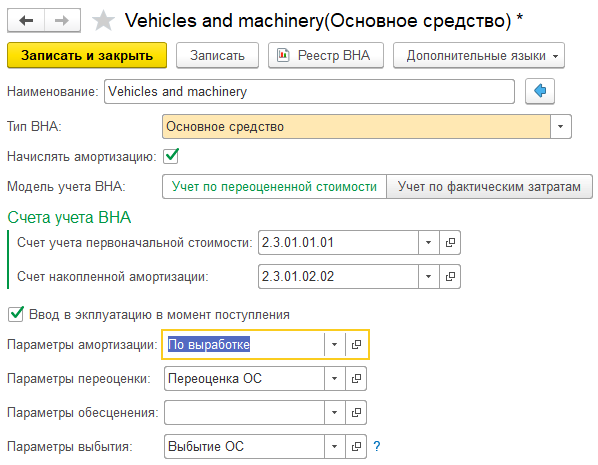 Vehicles and machinery(Основное средство) *
Записать и закрыть Записать Реестр ВНА Дополнительные языки
Наименование: Vehicles and machinery
Тип ВНА: Основное средство
Начислять амортизацию:
Модель учета ВНА: Учет по переоцененной стоимости Учет по фактическим затратам
Счета учета ВНА
Счет учета первоначальной стоимости: 2.3.01.01.01
Счет накопленной амортизации: 2.3.01.02.02
Ввод в эксплуатацию в момент поступления
Параметры амортизации: По выработке
Параметры переоценки: Переоценка ОС
Параметры обесценения:
Параметры выбытия: Выбытие ОС ?